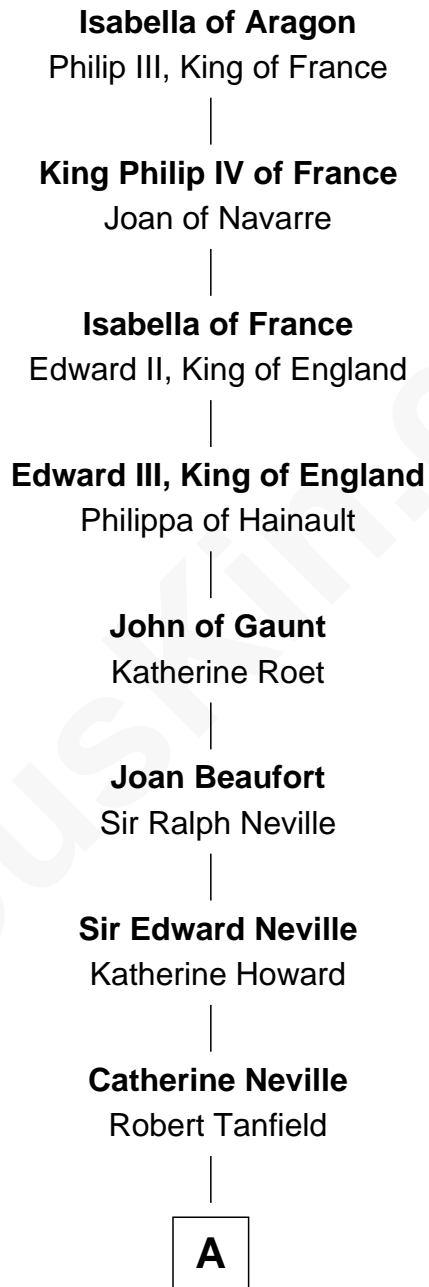 Isabella of Aragon
Philip III, King of France
King Philip IV of France
Joan of Navarre
Isabella of France
Edward II, King of England
Edward III, King of England
Philippa of Hainault
John of Gaunt
Katherine Roet
Joan Beaufort
Sir Ralph Neville
Sir Edward Neville
Katherine Howard
Catherine Neville
Robert Tanfield
A